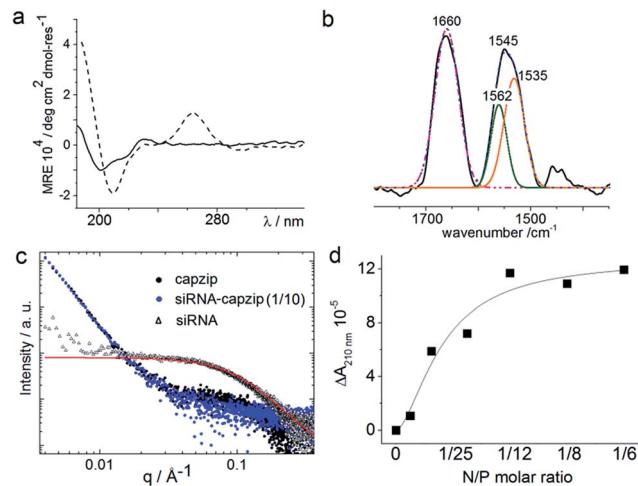 a
MRE 10⁴ / deg cm² dmol-res⁻¹
4
2
0
-2
200
280
λ / nm
b
1660
1545
1535
1562
1700
1500
wavenumber /cm⁻¹
c
capzip
siRNA-capzip (1/10)
siRNA
Intensity / a. u.
0.01
0.1
q / Å⁻¹
d
ΔA₂₁₀ ₙₘ 10⁻⁵
12
8
4
0
0
1/25
1/12
1/8
1/6
N/P molar ratio